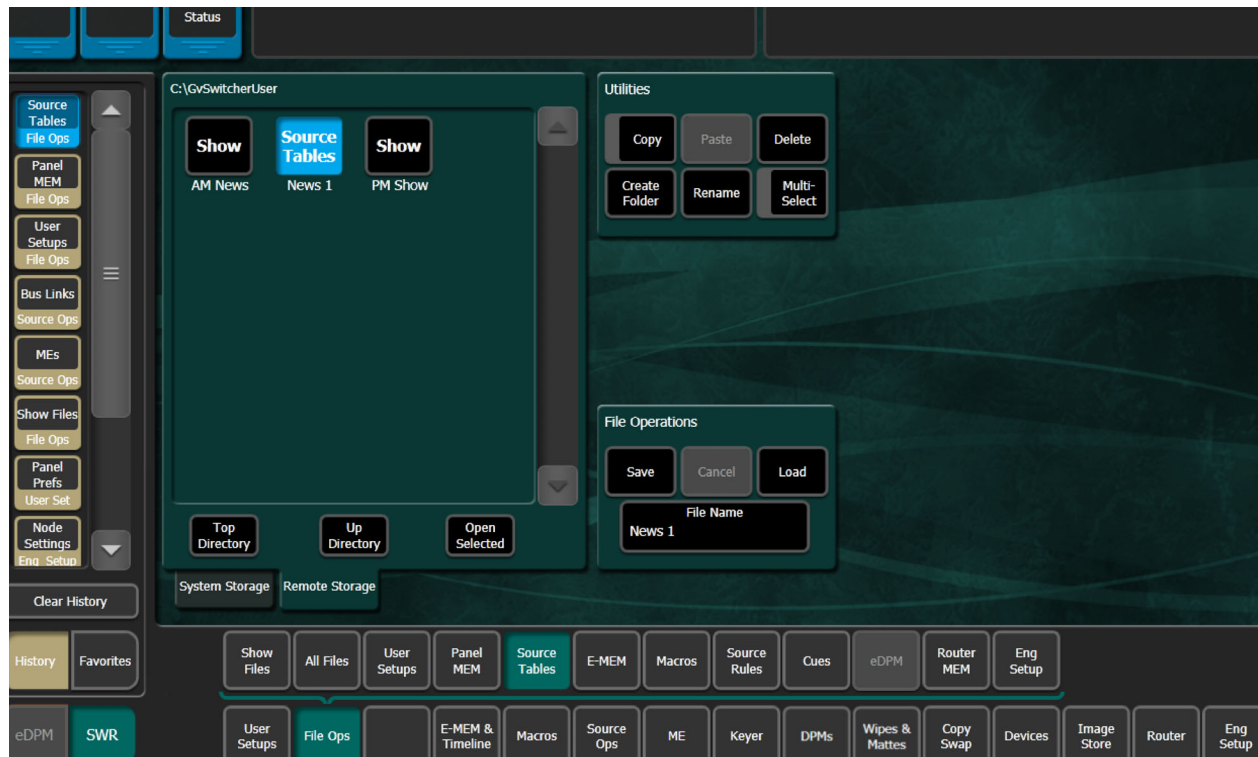 Status
Source
Tables
File Ops
Panel
MEM
File Ops
User
Setups
File Ops
Bus Links
Source Ops
MEs
Source Ops
Show Files
File Ops
Panel
Prefs
User Set
Node
Settings
Eng Setup
Clear History
History
Favorites
eDPM
SWR
C:\GvSwitcherUser
Show
AM News
Source
Tables
News 1
Show
PM Show
Top
Directory
Up
Directory
Open
Selected
System Storage
Remote Storage
Utilities
Copy
Paste
Delete
Create
Folder
Rename
Multi-
Select
File Operations
Save
Cancel
Load
File Name
News 1
Show
Files
All Files
User
Setups
Panel
MEM
Source
Tables
E-MEM
Macros
Source
Rules
Cues
eDPM
Router
MEM
Eng
Setup
User
Setups
File Ops
E-MEM &
Timeline
Macros
Source
Ops
ME
Keyer
DPMs
Wipes &
Mattes
Copy
Swap
Devices
Image
Store
Router
Eng
Setup